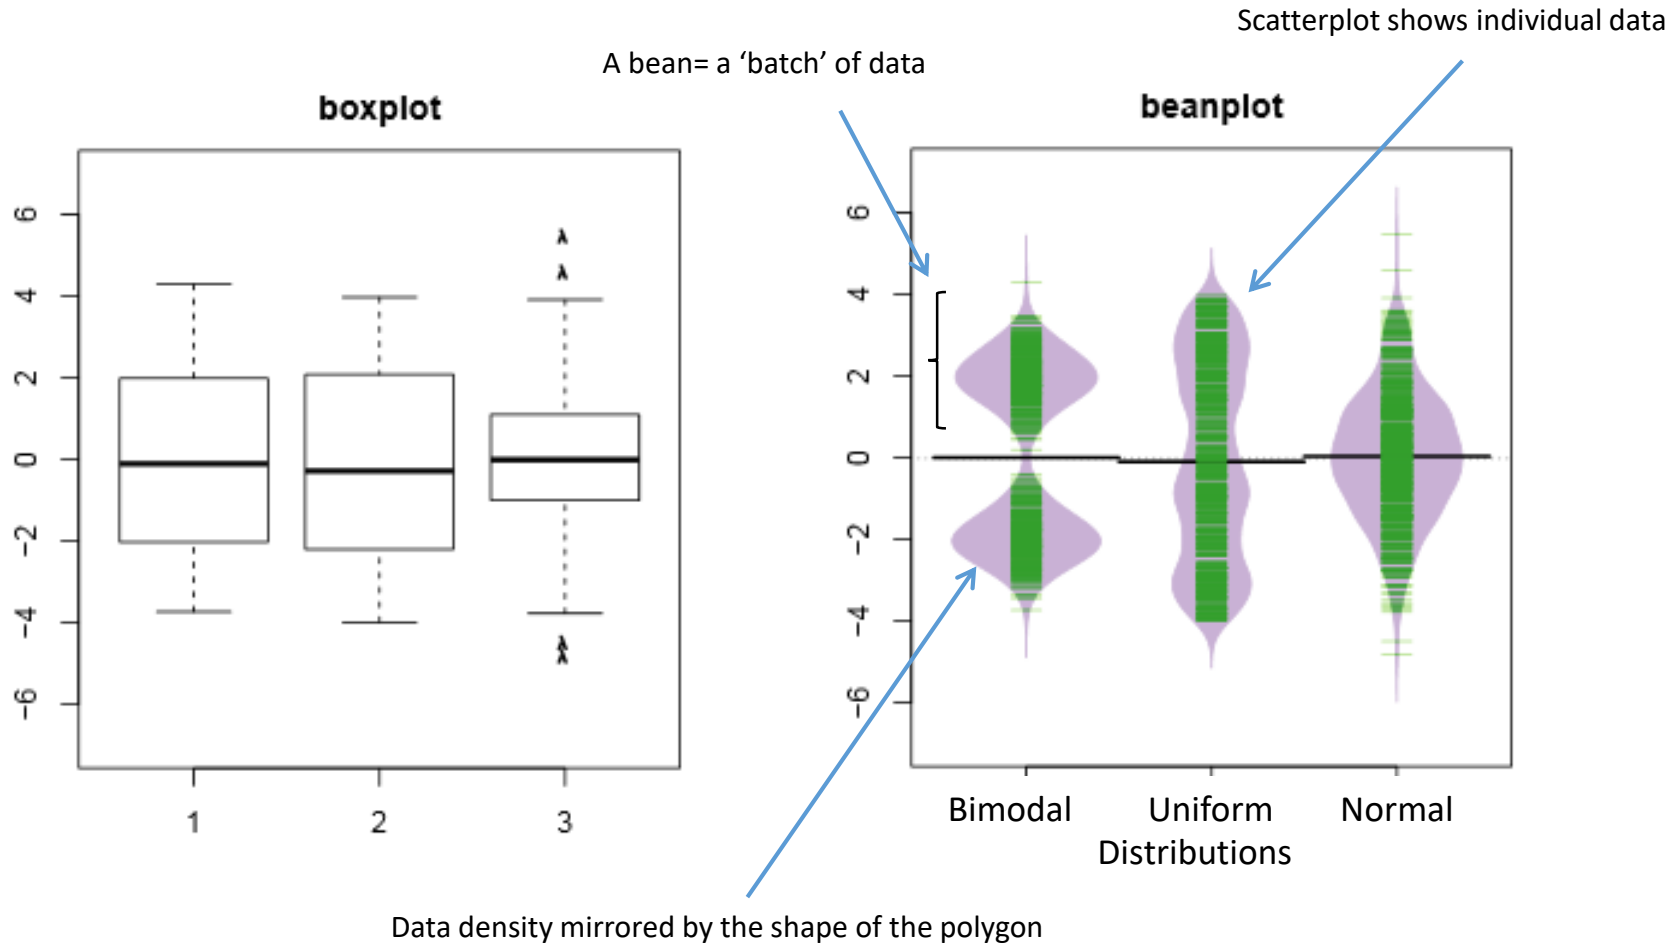 Scatterplot shows individual data
A bean= a ‘batch’ of data
boxplot
6
4
2
0
−2
−4
−6
1 2 3
beanplot
6
4
2
0
−2
−4
−6
Bimodal Uniform Normal
Distributions
Data density mirrored by the shape of the polygon